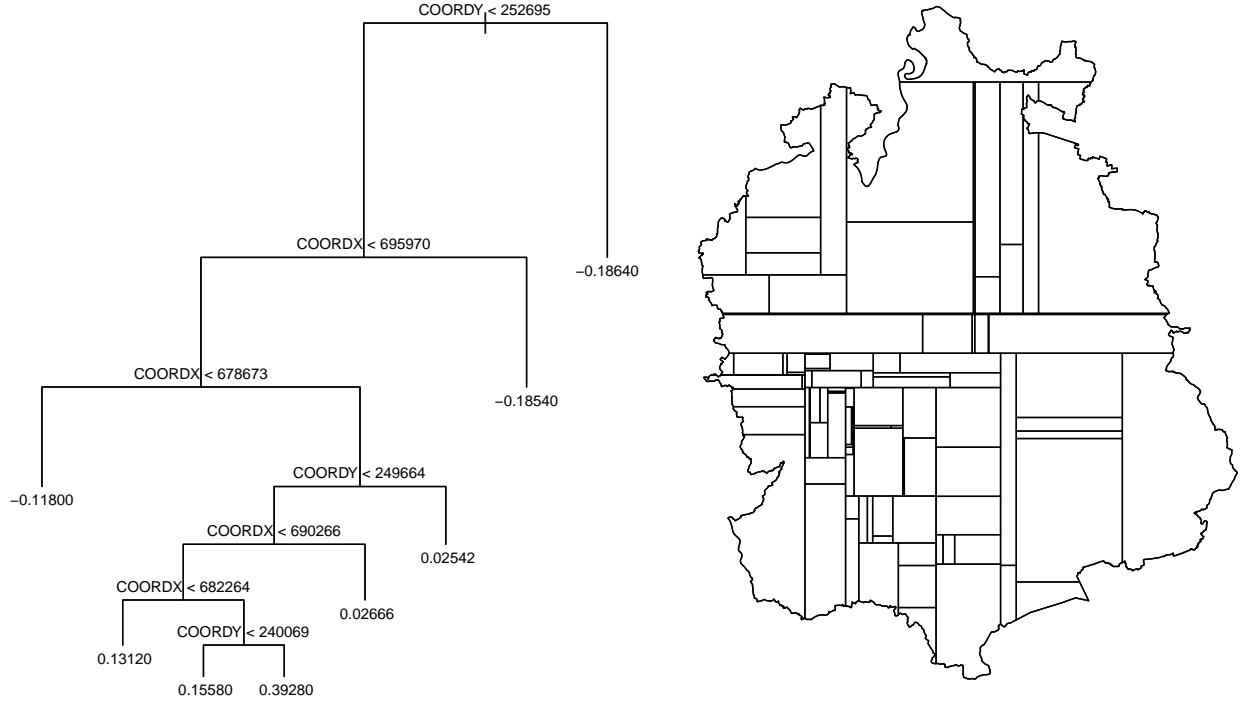 COORDY < 252695
COORDX < 695970
−0.18640
COORDX < 678673
−0.18540
COORDY < 249664
−0.11800
COORDX < 690266
0.02542
COORDX < 682264
0.02666
COORDY < 240069
0.13120
0.15580 0.39280